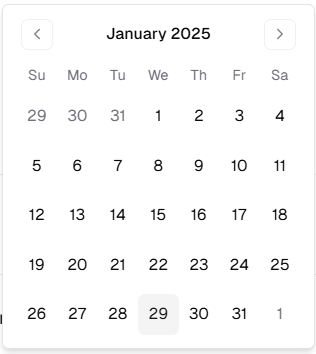 January 2025
Su Mo Tu We Th Fr Sa
29 30 31 1 2 3 4
5 6 7 8 9 10 11
12 13 14 15 16 17 18
19 20 21 22 23 24 25
26 27 28 29 30 31 1